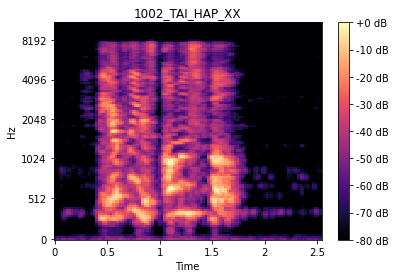 1002_TAI_HAP_XX
+0 dB
8192
-10 dB
4096
-20 dB
-30 dB
2048
-40 dB
Hz
1024
-50 dB
512
-60 dB
-70 dB
0
-80 dB
0 0.5 1 1.5 2 2.5
Time